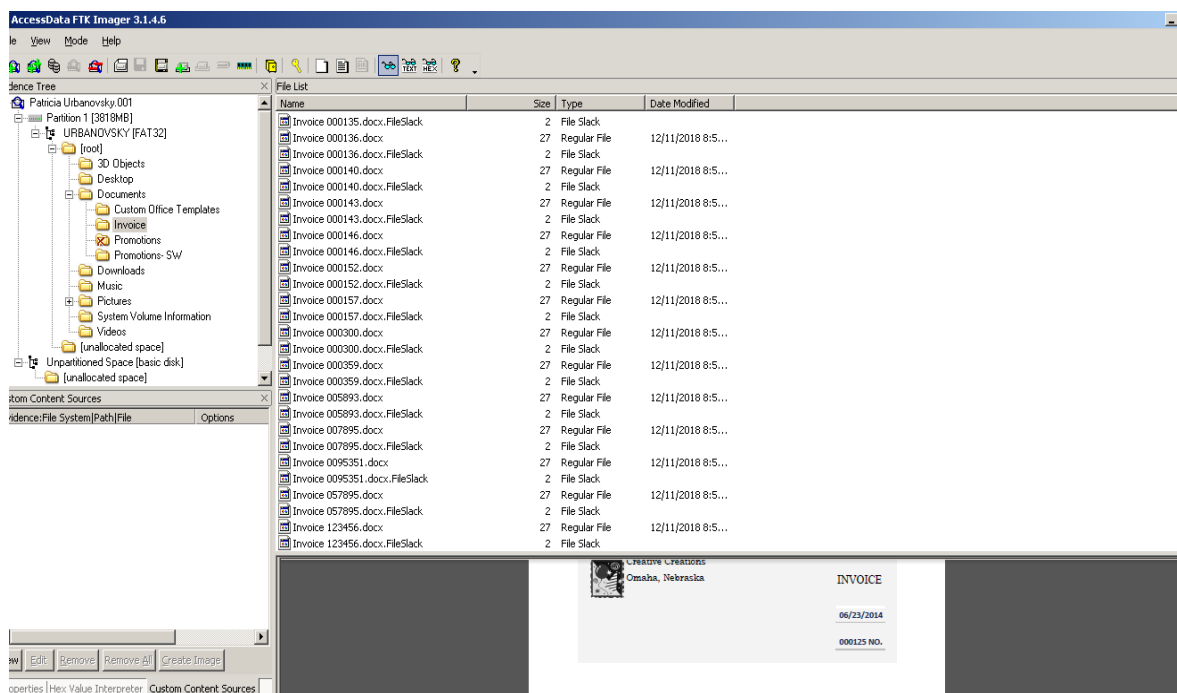 AccessData FTK Imager 3.1.4.6
le View Mode Help
dence Tree
Patricia Urbanovsky.001
Partition 1 [3818MB]
URBANOVSKY [FAT32]
[root]
3D Objects
Desktop
Documents
Custom Office Templates
Invoice
Promotions
Promotions- SW
Downloads
Music
Pictures
System Volume Information
Videos
[unallocated space]
Unpartitioned Space [basic disk]
[unallocated space]
stom Content Sources
vidence:File System|Path|File Options
ew Edit Remove Remove All Create Image
operties Hex Value Interpreter Custom Content Sources
File List
Name Size Type Date Modified
Invoice 000135.docx.FileSlack 2 File Slack
Invoice 000136.docx 27 Regular File 12/11/2018 8:5...
Invoice 000136.docx.FileSlack 2 File Slack
Invoice 000140.docx 27 Regular File 12/11/2018 8:5...
Invoice 000140.docx.FileSlack 2 File Slack
Invoice 000143.docx 27 Regular File 12/11/2018 8:5...
Invoice 000143.docx.FileSlack 2 File Slack
Invoice 000146.docx 27 Regular File 12/11/2018 8:5...
Invoice 000146.docx.FileSlack 2 File Slack
Invoice 000152.docx 27 Regular File 12/11/2018 8:5...
Invoice 000152.docx.FileSlack 2 File Slack
Invoice 000157.docx 27 Regular File 12/11/2018 8:5...
Invoice 000157.docx.FileSlack 2 File Slack
Invoice 000300.docx 27 Regular File 12/11/2018 8:5...
Invoice 000300.docx.FileSlack 2 File Slack
Invoice 000359.docx 27 Regular File 12/11/2018 8:5...
Invoice 000359.docx.FileSlack 2 File Slack
Invoice 005893.docx 27 Regular File 12/11/2018 8:5...
Invoice 005893.docx.FileSlack 2 File Slack
Invoice 007895.docx 27 Regular File 12/11/2018 8:5...
Invoice 007895.docx.FileSlack 2 File Slack
Invoice 0095351.docx 27 Regular File 12/11/2018 8:5...
Invoice 0095351.docx.FileSlack 2 File Slack
Invoice 057895.docx 27 Regular File 12/11/2018 8:5...
Invoice 057895.docx.FileSlack 2 File Slack
Invoice 123456.docx 27 Regular File 12/11/2018 8:5...
Invoice 123456.docx.FileSlack 2 File Slack
Creative Creations
Omaha, Nebraska
INVOICE
06/23/2014
000125 NO.